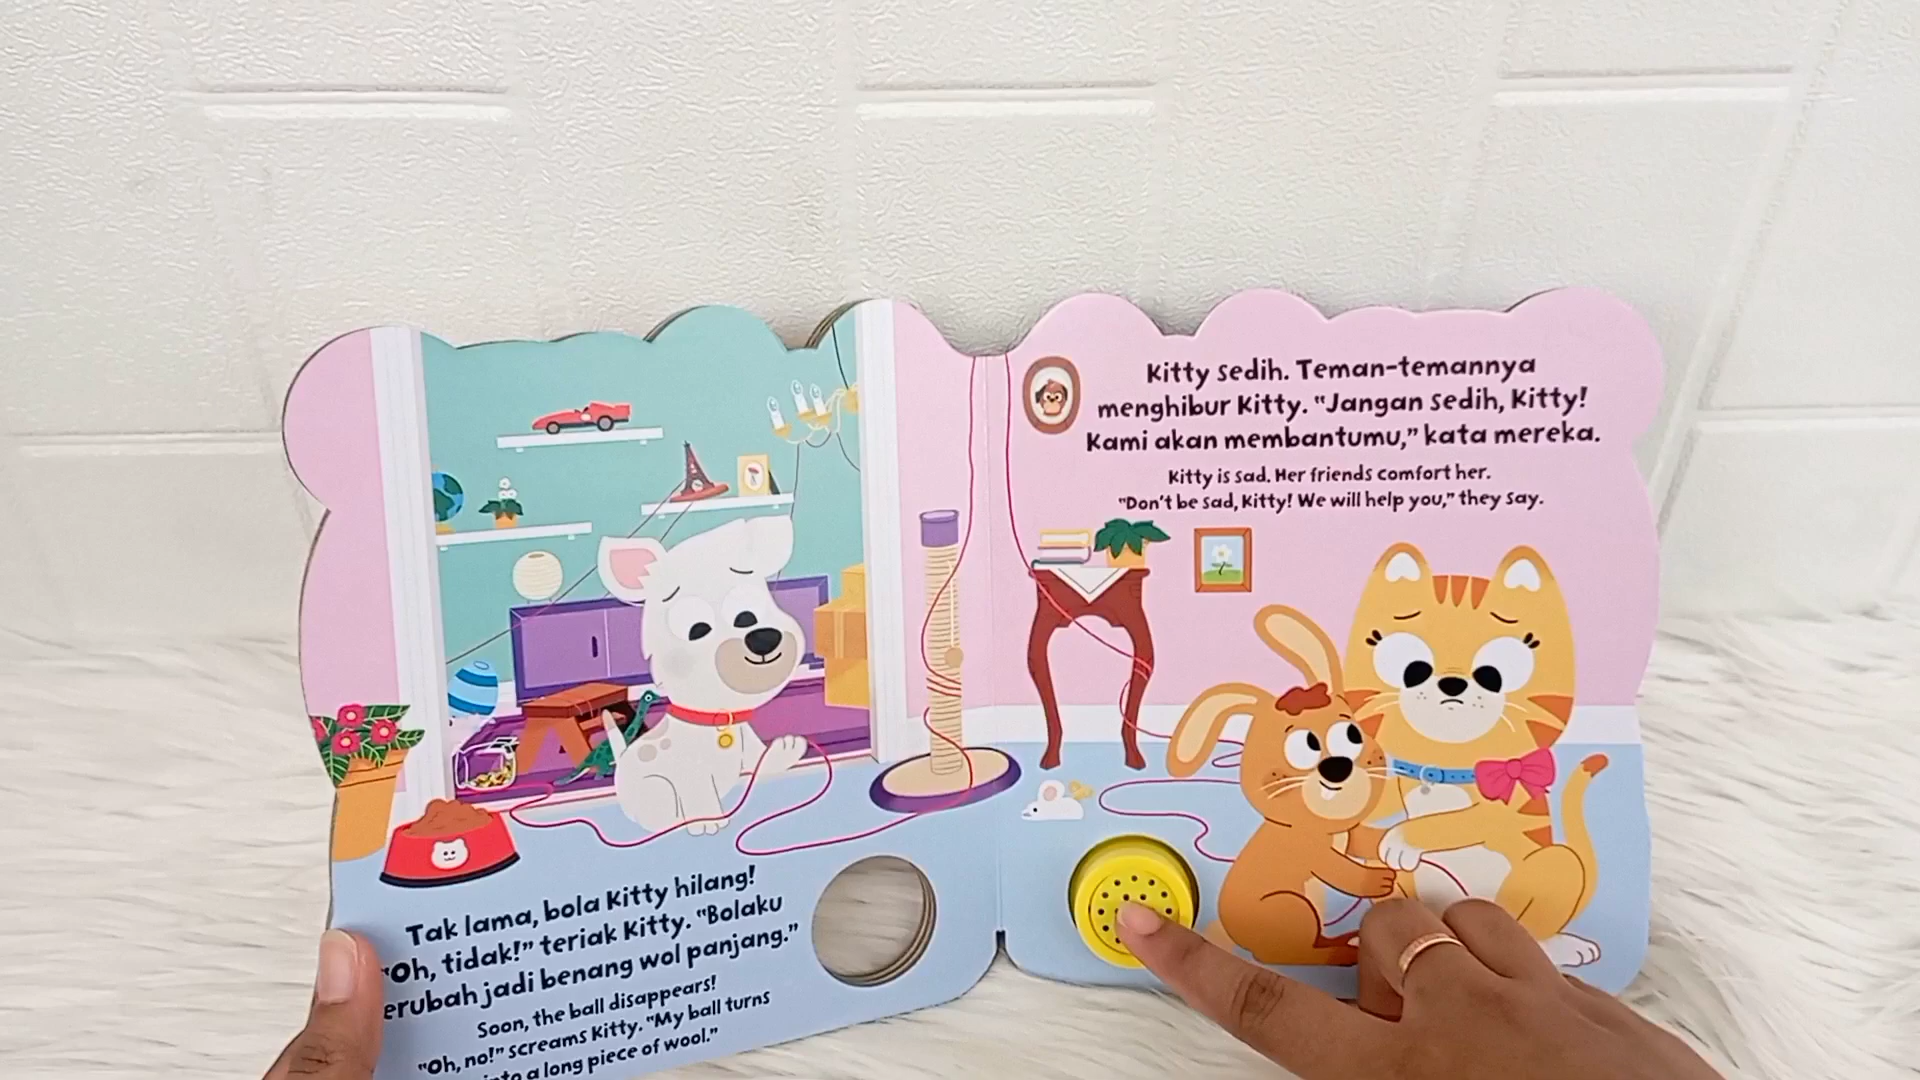 Tak lama, bola Kitty hilang!
"Oh, tidak!" teriak Kitty. "Bolaku
erubah jadi benang wol panjang."
Soon, the ball disappears!
"Oh, no!" screams Kitty. "My ball turns
a long piece of wool."
Kitty sedih. Teman-temannya
menghibur Kitty. "Jangan sedih, Kitty!
Kami akan membantumu," kata mereka.
Kitty is sad. Her friends comfort her.
"Don't be sad, Kitty! We will help you," they say.